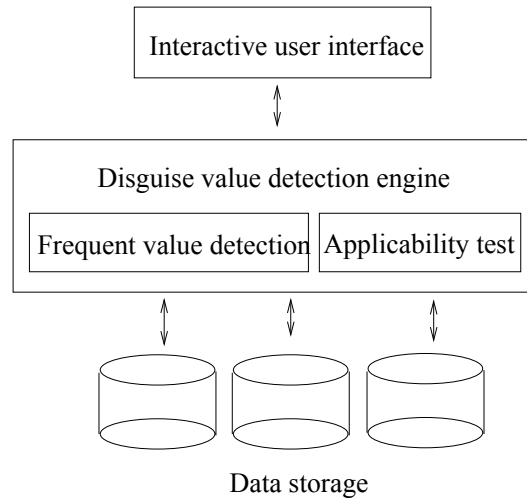 Interactive user interface
Disguise value detection engine
Frequent value detection
Applicability test
Data storage